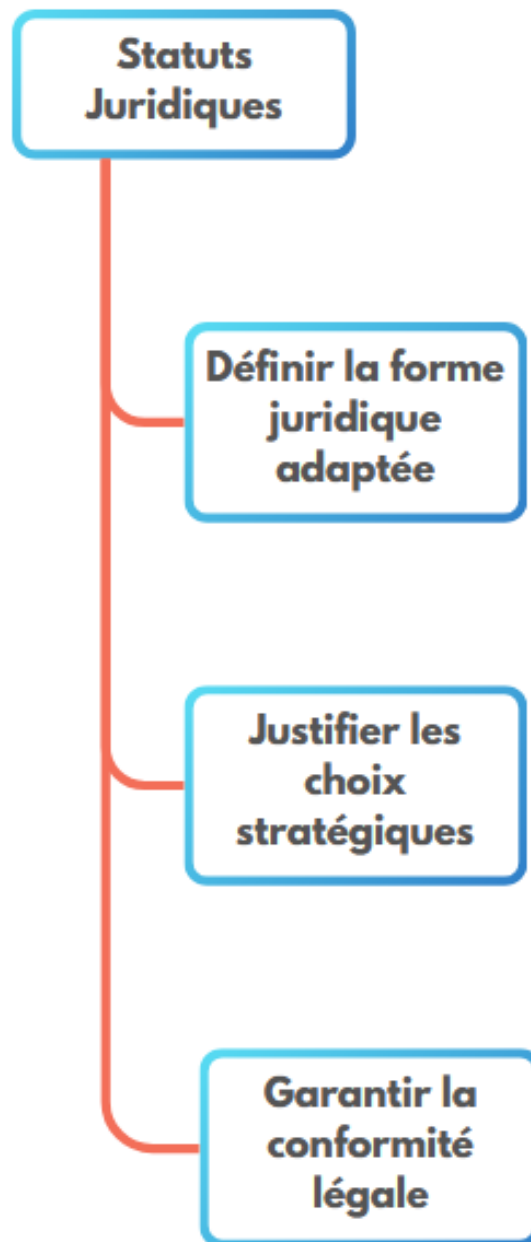 Statuts
Juridiques
Définir la forme
juridique
adaptée
Justifier les
choix
stratégiques
Garantir la
conformité
légale